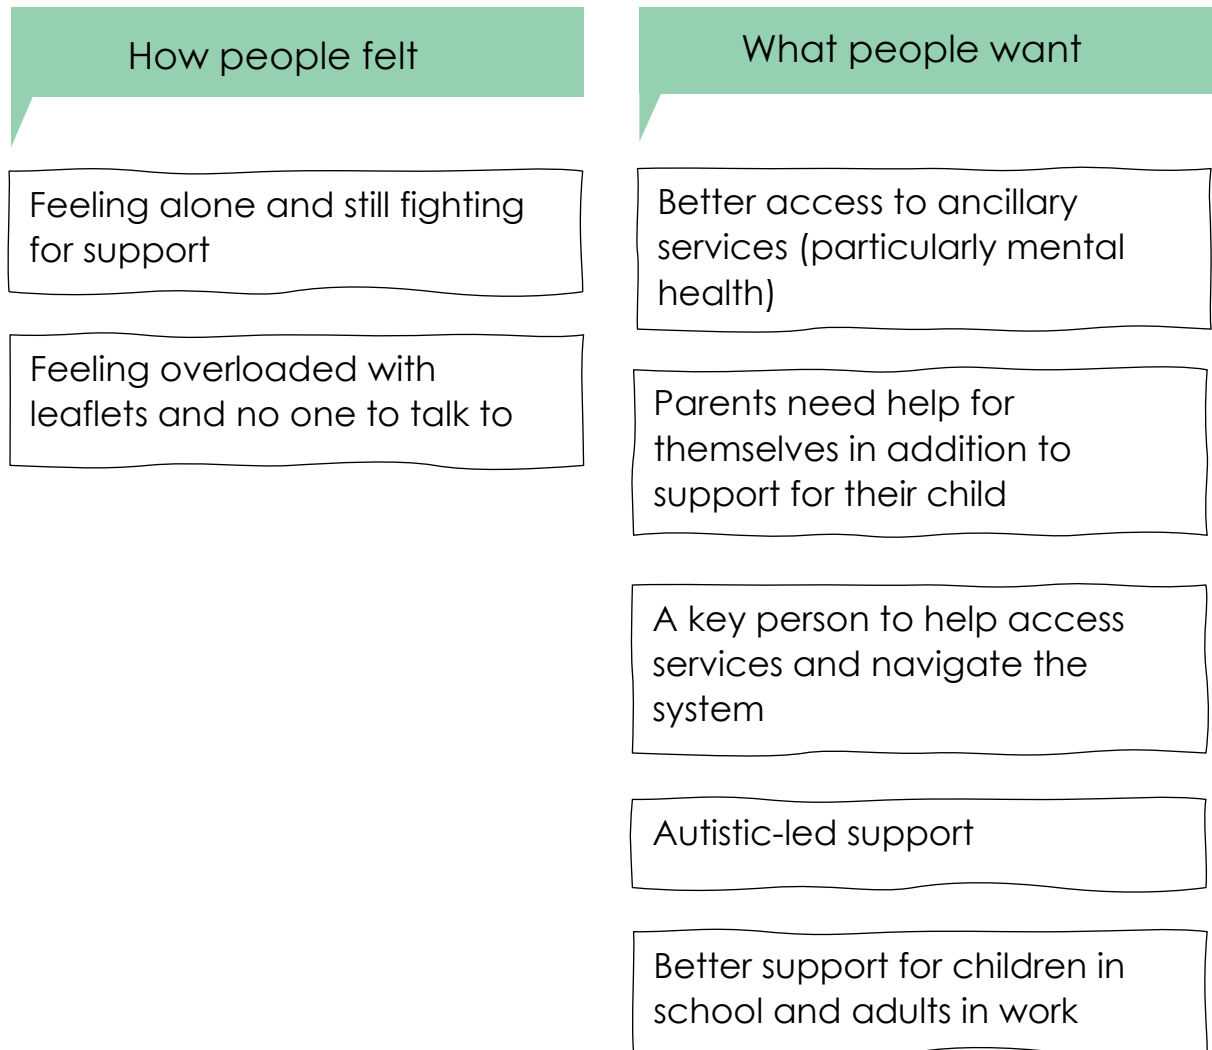 How people felt
Feeling alone and still fighting
for support
Feeling overloaded with
leaflets and no one to talk to
What people want
Better access to ancillary
services (particularly mental
health)
Parents need help for
themselves in addition to
support for their child
A key person to help access
services and navigate the
system
Autistic-led support
Better support for children in
school and adults in work